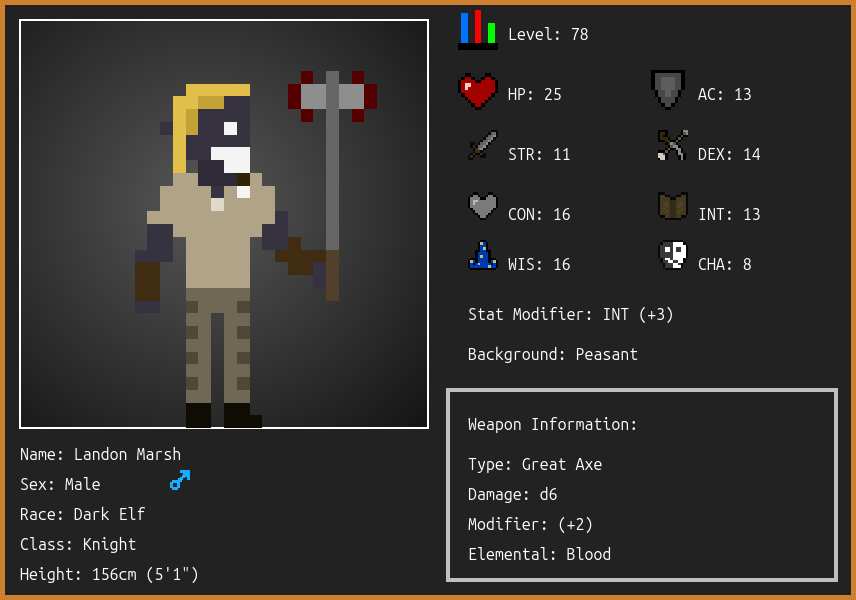 Level: 78
HP: 25
AC: 13
STR: 11
DEX: 14
CON: 16
INT: 13
WIS: 16
CHA: 8
Stat Modifier: INT (+3)
Background: Peasant
Weapon Information:
Type: Great Axe
Damage: d6
Modifier: (+2)
Elemental: Blood
Name: Landon Marsh
Sex: Male
Race: Dark Elf
Class: Knight
Height: 156cm (5'1")